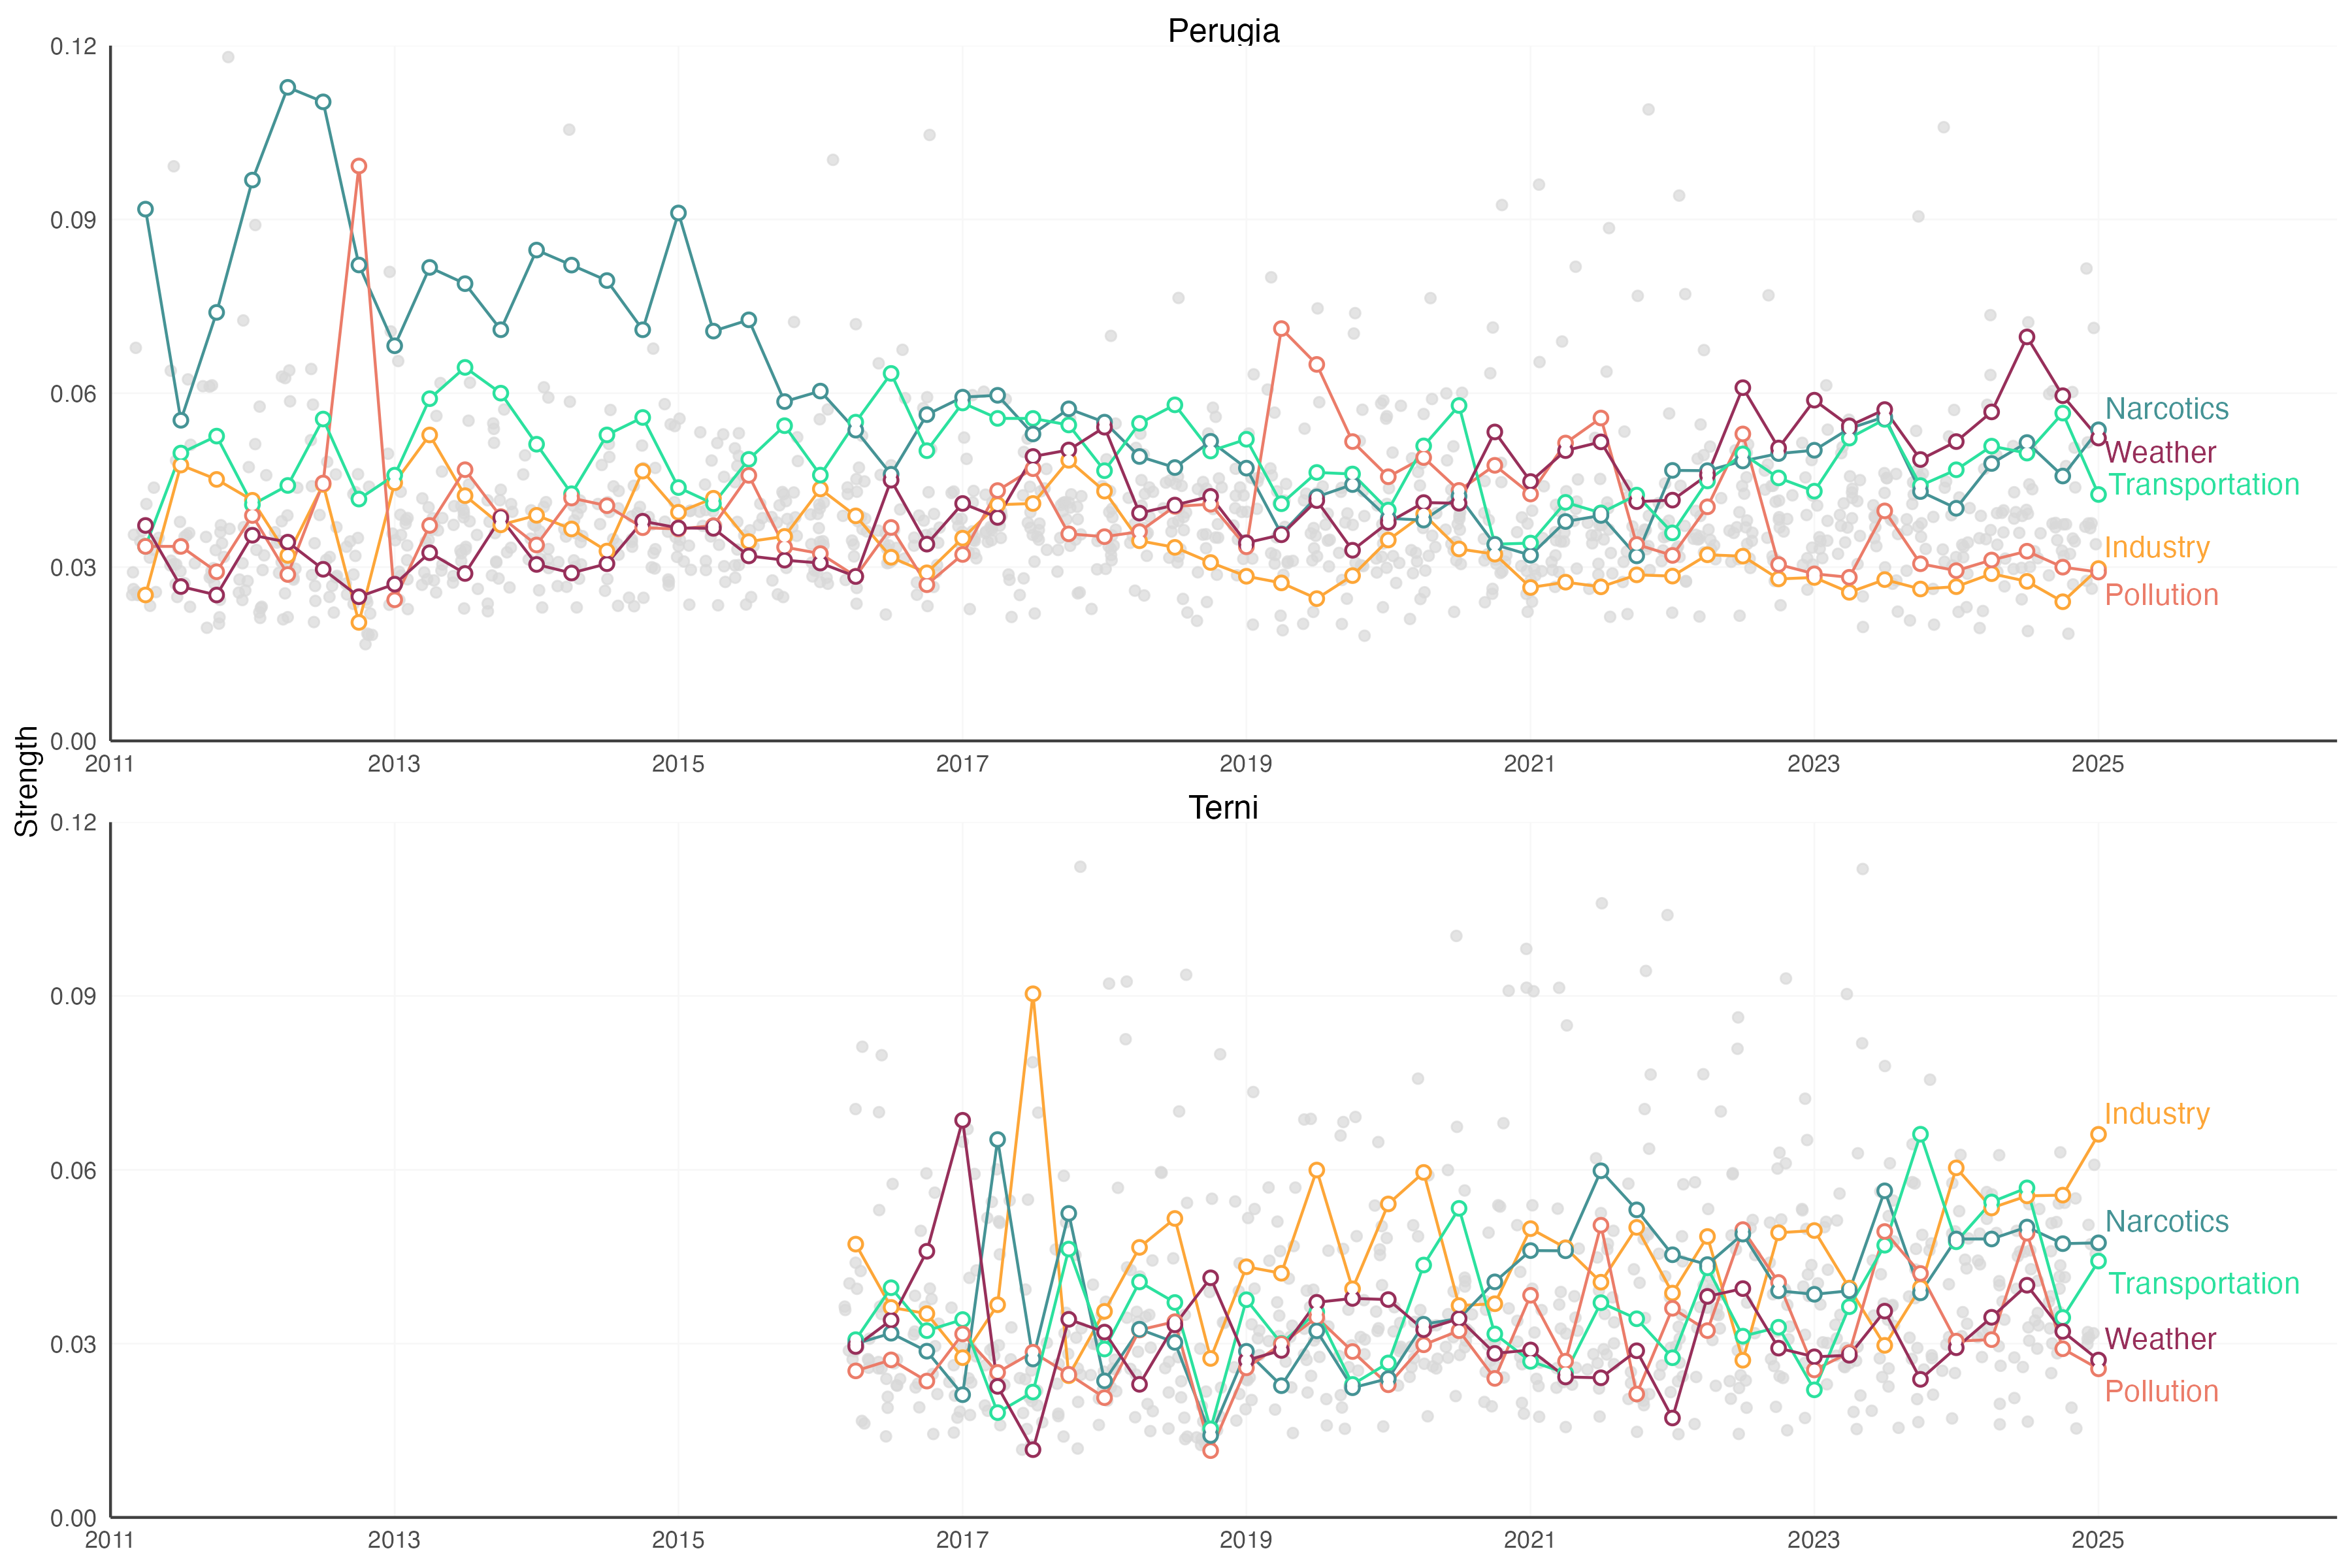 Perugia
0.12
0.09
0.06
0.03
0.00
Narcotics
Weather
Transportation
Industry
Pollution
2011 2013 2015 2017 2019 2021 2023 2025
Strength
Terni
0.12
0.09
0.06
0.03
0.00
Industry
Narcotics
Transportation
Weather
Pollution
2011 2013 2015 2017 2019 2021 2023 2025